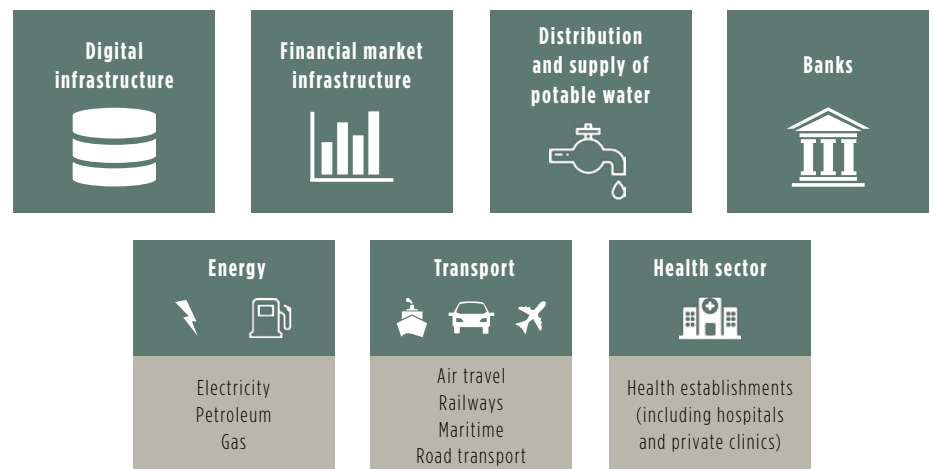 Digital
infrastructure
Financial market
infrastructure
Distribution
and supply of
potable water
Banks
Energy
Electricity
Petroleum
Gas
Transport
Air travel
Railways
Maritime
Road transport
Health sector
Health establishments
(including hospitals
and private clinics)